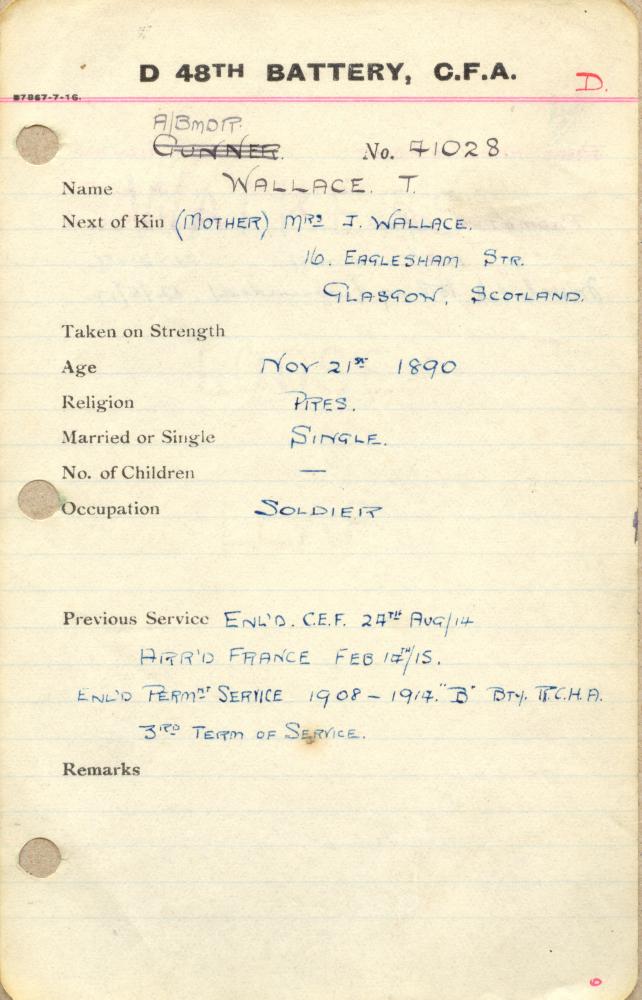 D 48TH BATTERY, C.F.A.
D.
B7867-7-16.
A/BMDR.
GUNNER. No. 41028.
Name WALLACE. T.
Next of Kin (MOTHER) MRS J. WALLACE.
16. EAGLESHAM. STR.
GLASGOW, SCOTLAND.
Taken on Strength
Age NOV 21ST 1890
Religion PRES.
Married or Single SINGLE.
No. of Children —
Occupation SOLDIER
Previous Service ENL'D. C.E.F. 24TH AUG/14
ARR'D FRANCE FEB 14TH/15.
ENL'D PERMNT SERVICE 1908 - 1914. "B" BTY. R.C.H.A.
3RD TERM OF SERVICE.
Remarks